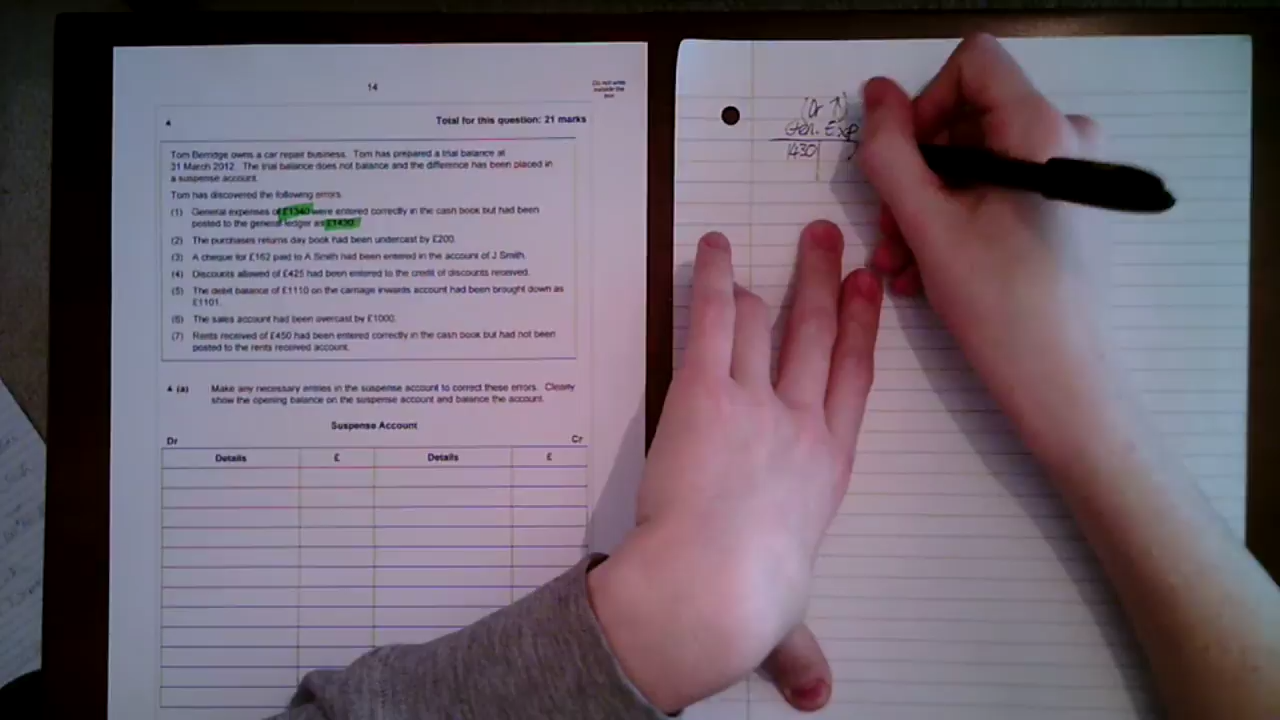 14
Do not write
outside the
box
4
Total for this question: 21 marks
Tom Berridge owns a car repair business. Tom has prepared a trial balance at
31 March 2012. The trial balance does not balance and the difference has been placed in
a suspense account.
Tom has discovered the following errors.
(1) General expenses of £1340 were entered correctly in the cash book but had been
posted to the general ledger as £1430.
(2) The purchases returns day book had been undercast by £200.
(3) A cheque for £162 paid to A Smith had been entered in the account of J Smith.
(4) Discounts allowed of £425 had been entered to the credit of discounts received.
(5) The debit balance of £1110 on the carriage inwards account had been brought down as
£1101.
(6) The sales account had been overcast by £1000.
(7) Rents received of £450 had been entered correctly in the cash book but had not been
posted to the rents received account.
4 (a) Make any necessary entries in the suspense account to correct these errors. Clearly
show the opening balance on the suspense account and balance the account.
Suspense Account
Dr Cr
Details £ Details £
(Dr ↑)
Gen. Exp
1430